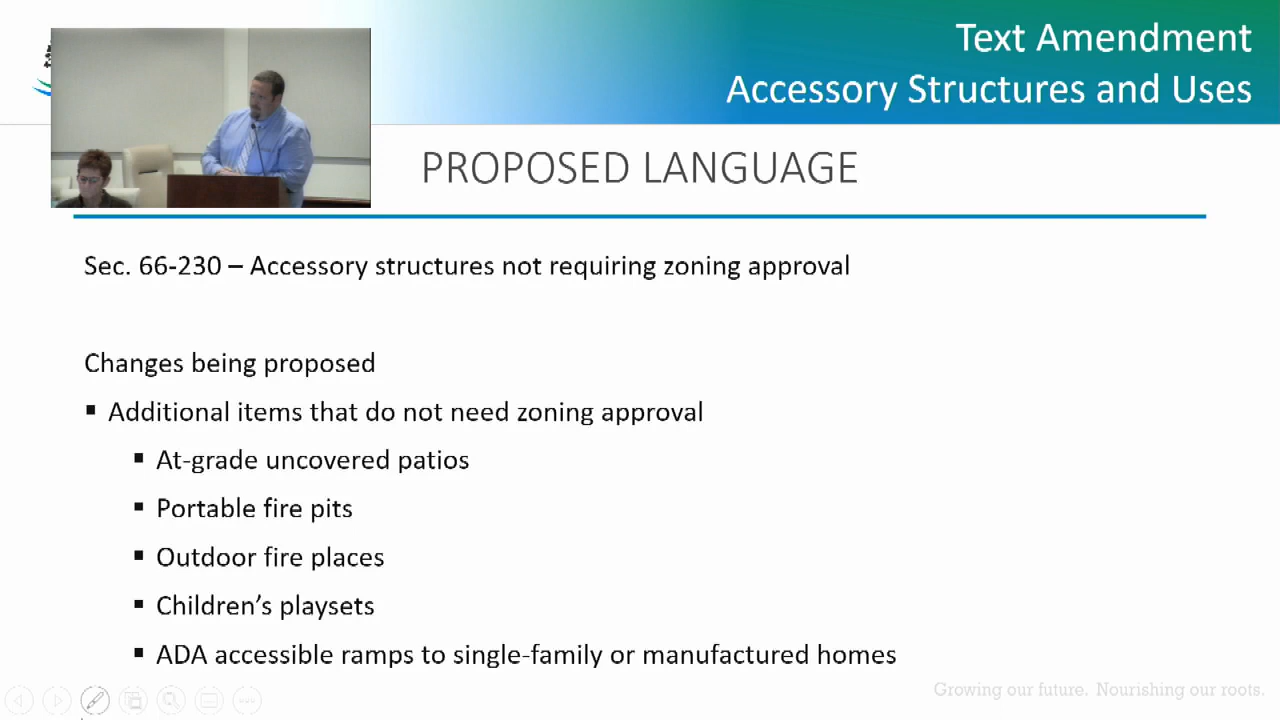 Text Amendment
Accessory Structures and Uses
PROPOSED LANGUAGE
Sec. 66-230 – Accessory structures not requiring zoning approval
Changes being proposed
▪ Additional items that do not need zoning approval
▪ At-grade uncovered patios
▪ Portable fire pits
▪ Outdoor fire places
▪ Children’s playsets
▪ ADA accessible ramps to single-family or manufactured homes
Growing our future. Nourishing our roots.